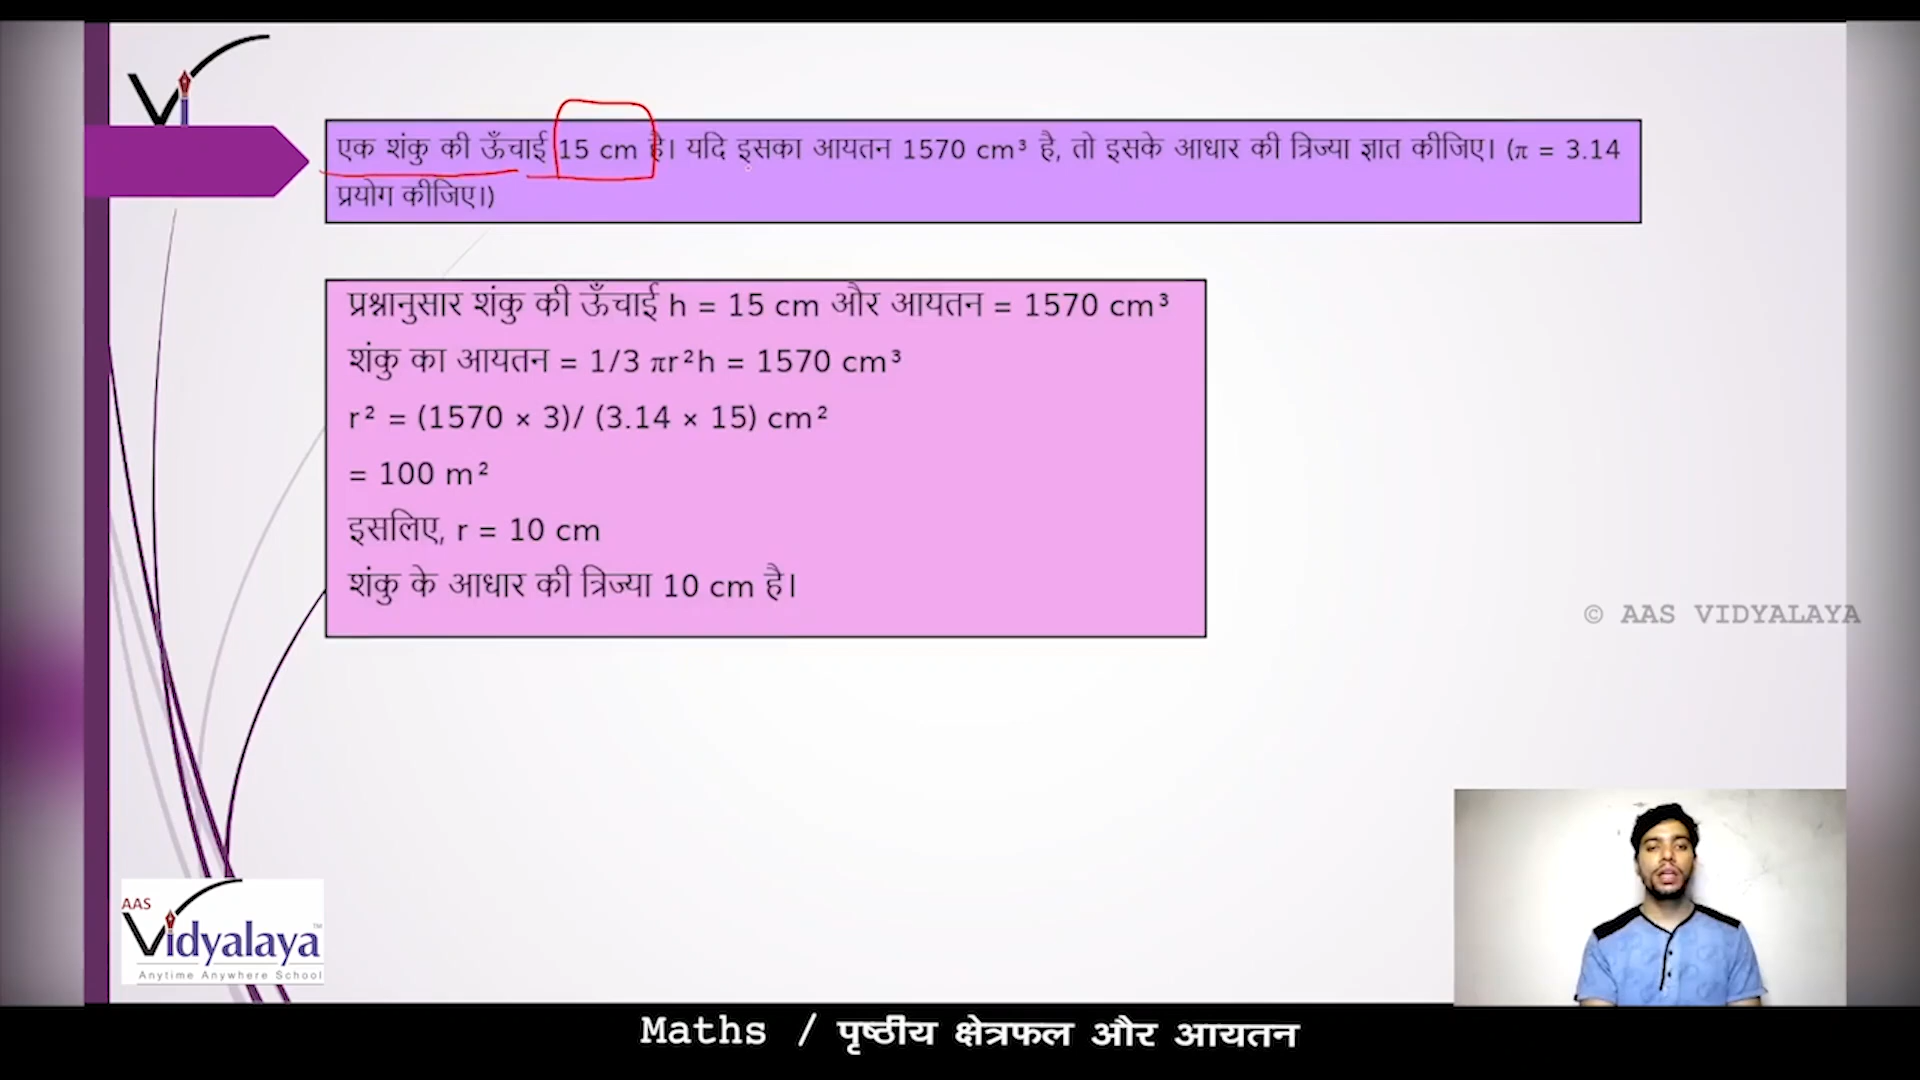 एक शंकु की ऊँचाई 15 cm है। यदि इसका आयतन 1570 cm³ है, तो इसके आधार की त्रिज्या ज्ञात कीजिए। (π = 3.14
प्रयोग कीजिए।)
प्रश्नानुसार शंकु की ऊँचाई h = 15 cm और आयतन = 1570 cm³
शंकु का आयतन = 1/3 πr²h = 1570 cm³
r² = (1570 × 3)/ (3.14 × 15) cm²
= 100 m²
इसलिए, r = 10 cm
शंकु के आधार की त्रिज्या 10 cm है।
© AAS VIDYALAYA
AAS
Vidyalaya™
Anytime Anywhere School
Maths / पृष्ठीय क्षेत्रफल और आयतन